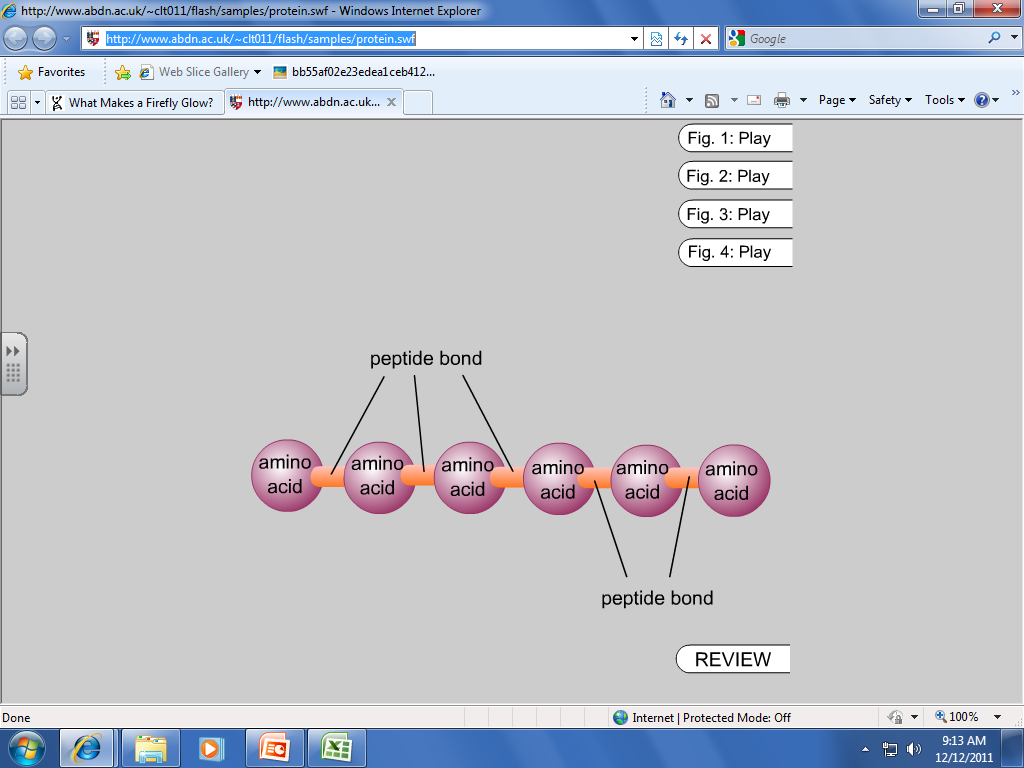 http://www.abdn.ac.uk/~clt011/flash/samples/protein.swf - Windows Internet Explorer
http://www.abdn.ac.uk/~clt011/flash/samples/protein.swf
Google
Favorites
Web Slice Gallery
bb55af02e23edea1ceb412...
What Makes a Firefly Glow?
http://www.abdn.ac.uk...
Page
Safety
Tools
Fig. 1: Play
Fig. 2: Play
Fig. 3: Play
Fig. 4: Play
peptide bond
amino acid
amino acid
amino acid
amino acid
amino acid
amino acid
peptide bond
REVIEW
Done
Internet | Protected Mode: Off
100%
9:13 AM
12/12/2011